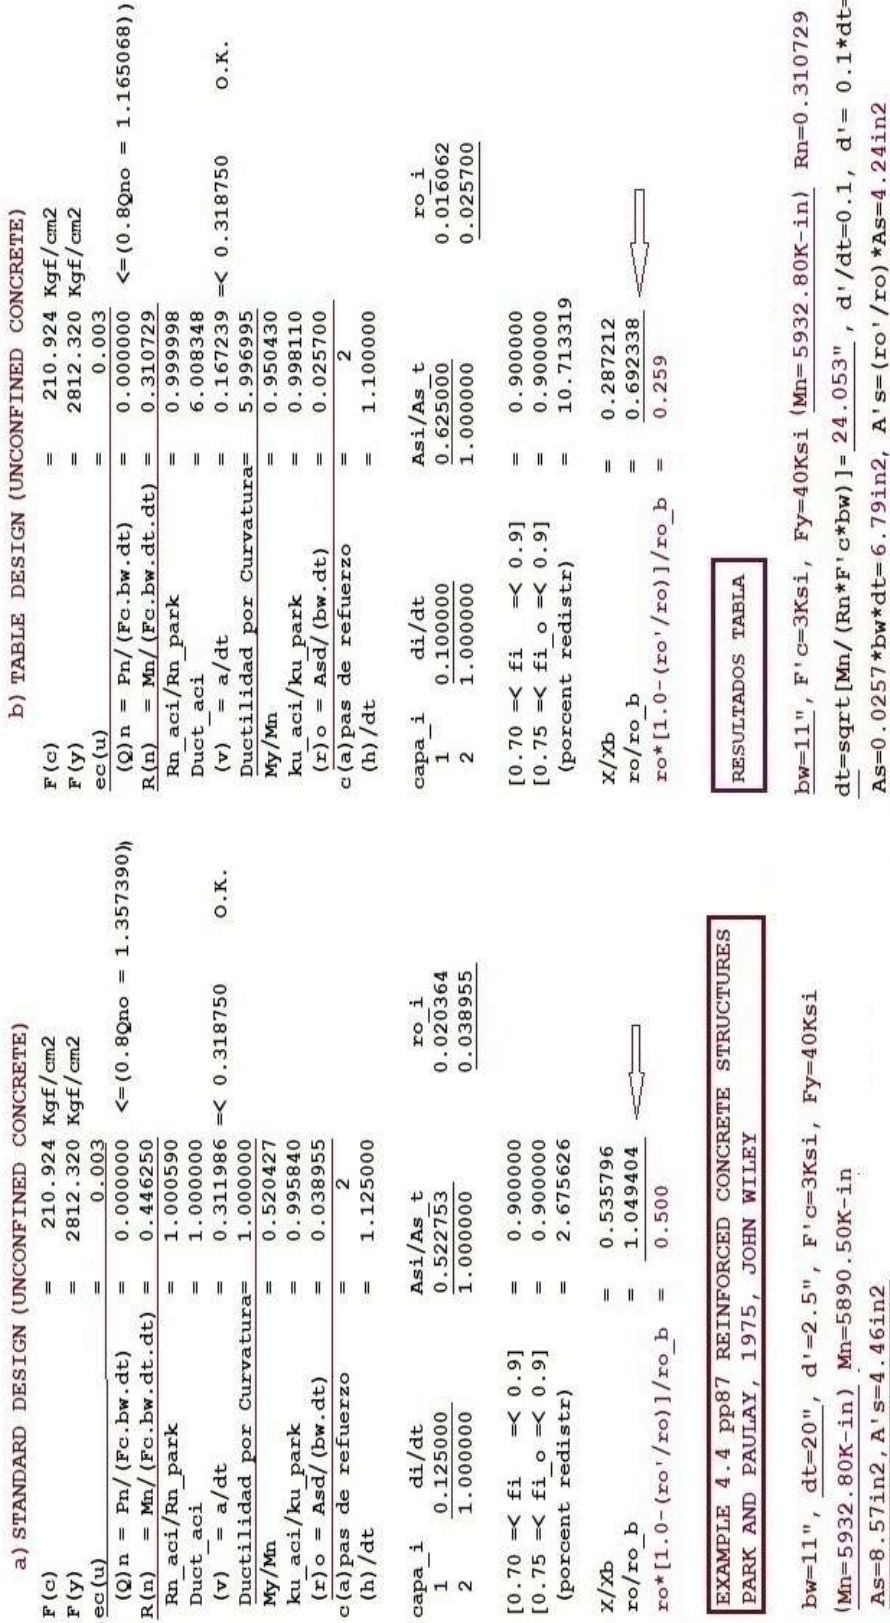 a) STANDARD DESIGN (UNCONFINED CONCRETE)
F(c) = 210.924 Kgf/cm2
F(y) = 2812.320 Kgf/cm2
ec(u) = 0.003
(Q)n = Pn/(Fc.bw.dt) = 0.000000 <=(0.8Qno = 1.357390))
R(n) = Mn/(Fc.bw.dt.dt) = 0.446250
Rn_aci/Rn_park = 1.000590
Duct_aci = 1.000000
(v) = a/dt = 0.311986 =< 0.318750 O.K.
Ductilidad por Curvatura= 1.000000
My/Mn = 0.520427
ku_aci/ku_park = 0.995840
(r)o = Asd/(bw.dt) = 0.038955
c(a)pas de refuerzo = 2
(h)/dt = 1.125000
capa_i di/dt Asi/As_t ro_i
1 0.125000 0.522753 0.020364
2 1.000000 1.000000 0.038955
[0.70 =< fi =< 0.9] = 0.900000
[0.75 =< fi_o =< 0.9] = 0.900000
(porcent redistr) = 2.675626
X/Xb = 0.535796
ro/ro_b = 1.049404
ro*[1.0-(ro'/ro)]/ro_b = 0.500
EXAMPLE 4.4 pp87 REINFORCED CONCRETE STRUCTURES
PARK AND PAULAY, 1975, JOHN WILEY
bw=11", dt=20", d'=2.5", F'c=3Ksi, Fy=40Ksi
(Mn=5932.80K-in) Mn=5890.50K-in
As=8.57in2, A's=4.46in2
b) TABLE DESIGN (UNCONFINED CONCRETE)
F(c) = 210.924 Kgf/cm2
F(y) = 2812.320 Kgf/cm2
ec(u) = 0.003
(Q)n = Pn/(Fc.bw.dt) = 0.000000 <=(0.8Qno = 1.165068))
R(n) = Mn/(Fc.bw.dt.dt) = 0.310729
Rn_aci/Rn_park = 0.999998
Duct_aci = 6.008348
(v) = a/dt = 0.167239 =< 0.318750 O.K.
Ductilidad por Curvatura= 5.996995
My/Mn = 0.950430
ku_aci/ku_park = 0.998110
(r)o = Asd/(bw.dt) = 0.025700
c(a)pas de refuerzo = 2
(h)/dt = 1.100000
capa_i di/dt Asi/As_t ro_i
1 0.100000 0.625000 0.016062
2 1.000000 1.000000 0.025700
[0.70 =< fi =< 0.9] = 0.900000
[0.75 =< fi_o =< 0.9] = 0.900000
(porcent redistr) = 10.713319
X/Xb = 0.287212
ro/ro_b = 0.692338
ro*[1.0-(ro'/ro)]/ro_b = 0.259
RESULTADOS TABLA
bw=11", F'c=3Ksi, Fy=40Ksi (Mn=5932.80K-in) Rn=0.310729
dt=sqrt[Mn/(Rn*F'c*bw)]= 24.053", d'/dt=0.1, d'= 0.1*dt=
As=0.0257*bw*dt=6.79in2, A's=(ro'/ro)*As=4.24in2